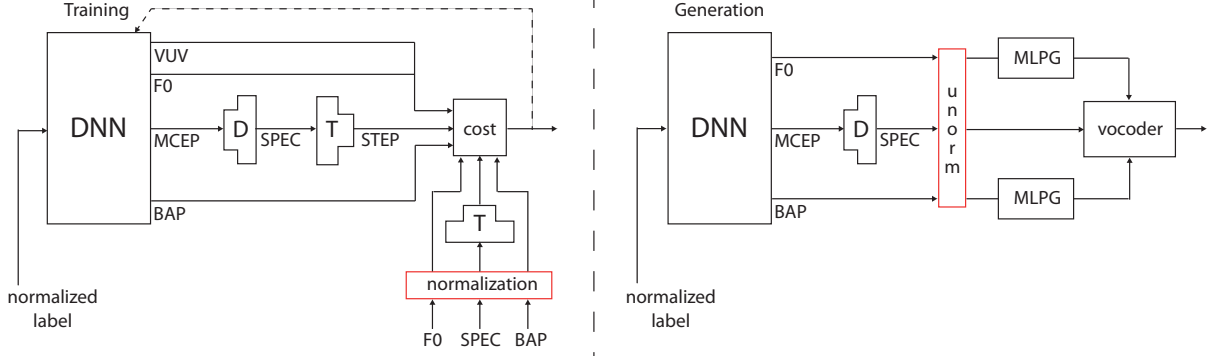 Training
VUV
F0
DNN
MCEP
D
SPEC
T
STEP
cost
BAP
T
normalization
normalized
label
F0 SPEC BAP
Generation
F0
DNN
MCEP
D
SPEC
BAP
unorm
MLPG
vocoder
MLPG
normalized
label